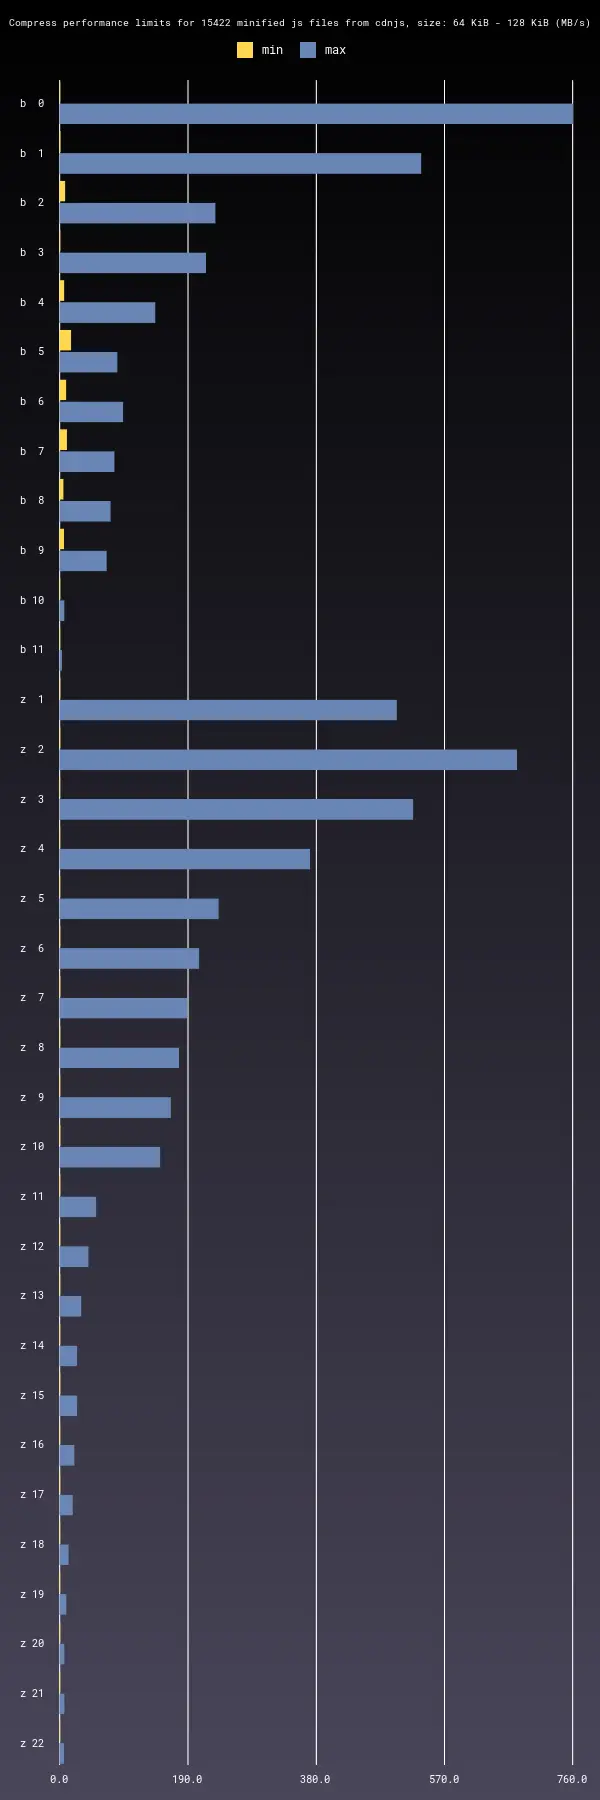 Compress performance limits for 15422 minified js files from cdnjs, size: 64 KiB - 128 KiB (MB/s)
min max
b 0
b 1
b 2
b 3
b 4
b 5
b 6
b 7
b 8
b 9
b 10
b 11
z 1
z 2
z 3
z 4
z 5
z 6
z 7
z 8
z 9
z 10
z 11
z 12
z 13
z 14
z 15
z 16
z 17
z 18
z 19
z 20
z 21
z 22
0.0 190.0 380.0 570.0 760.0